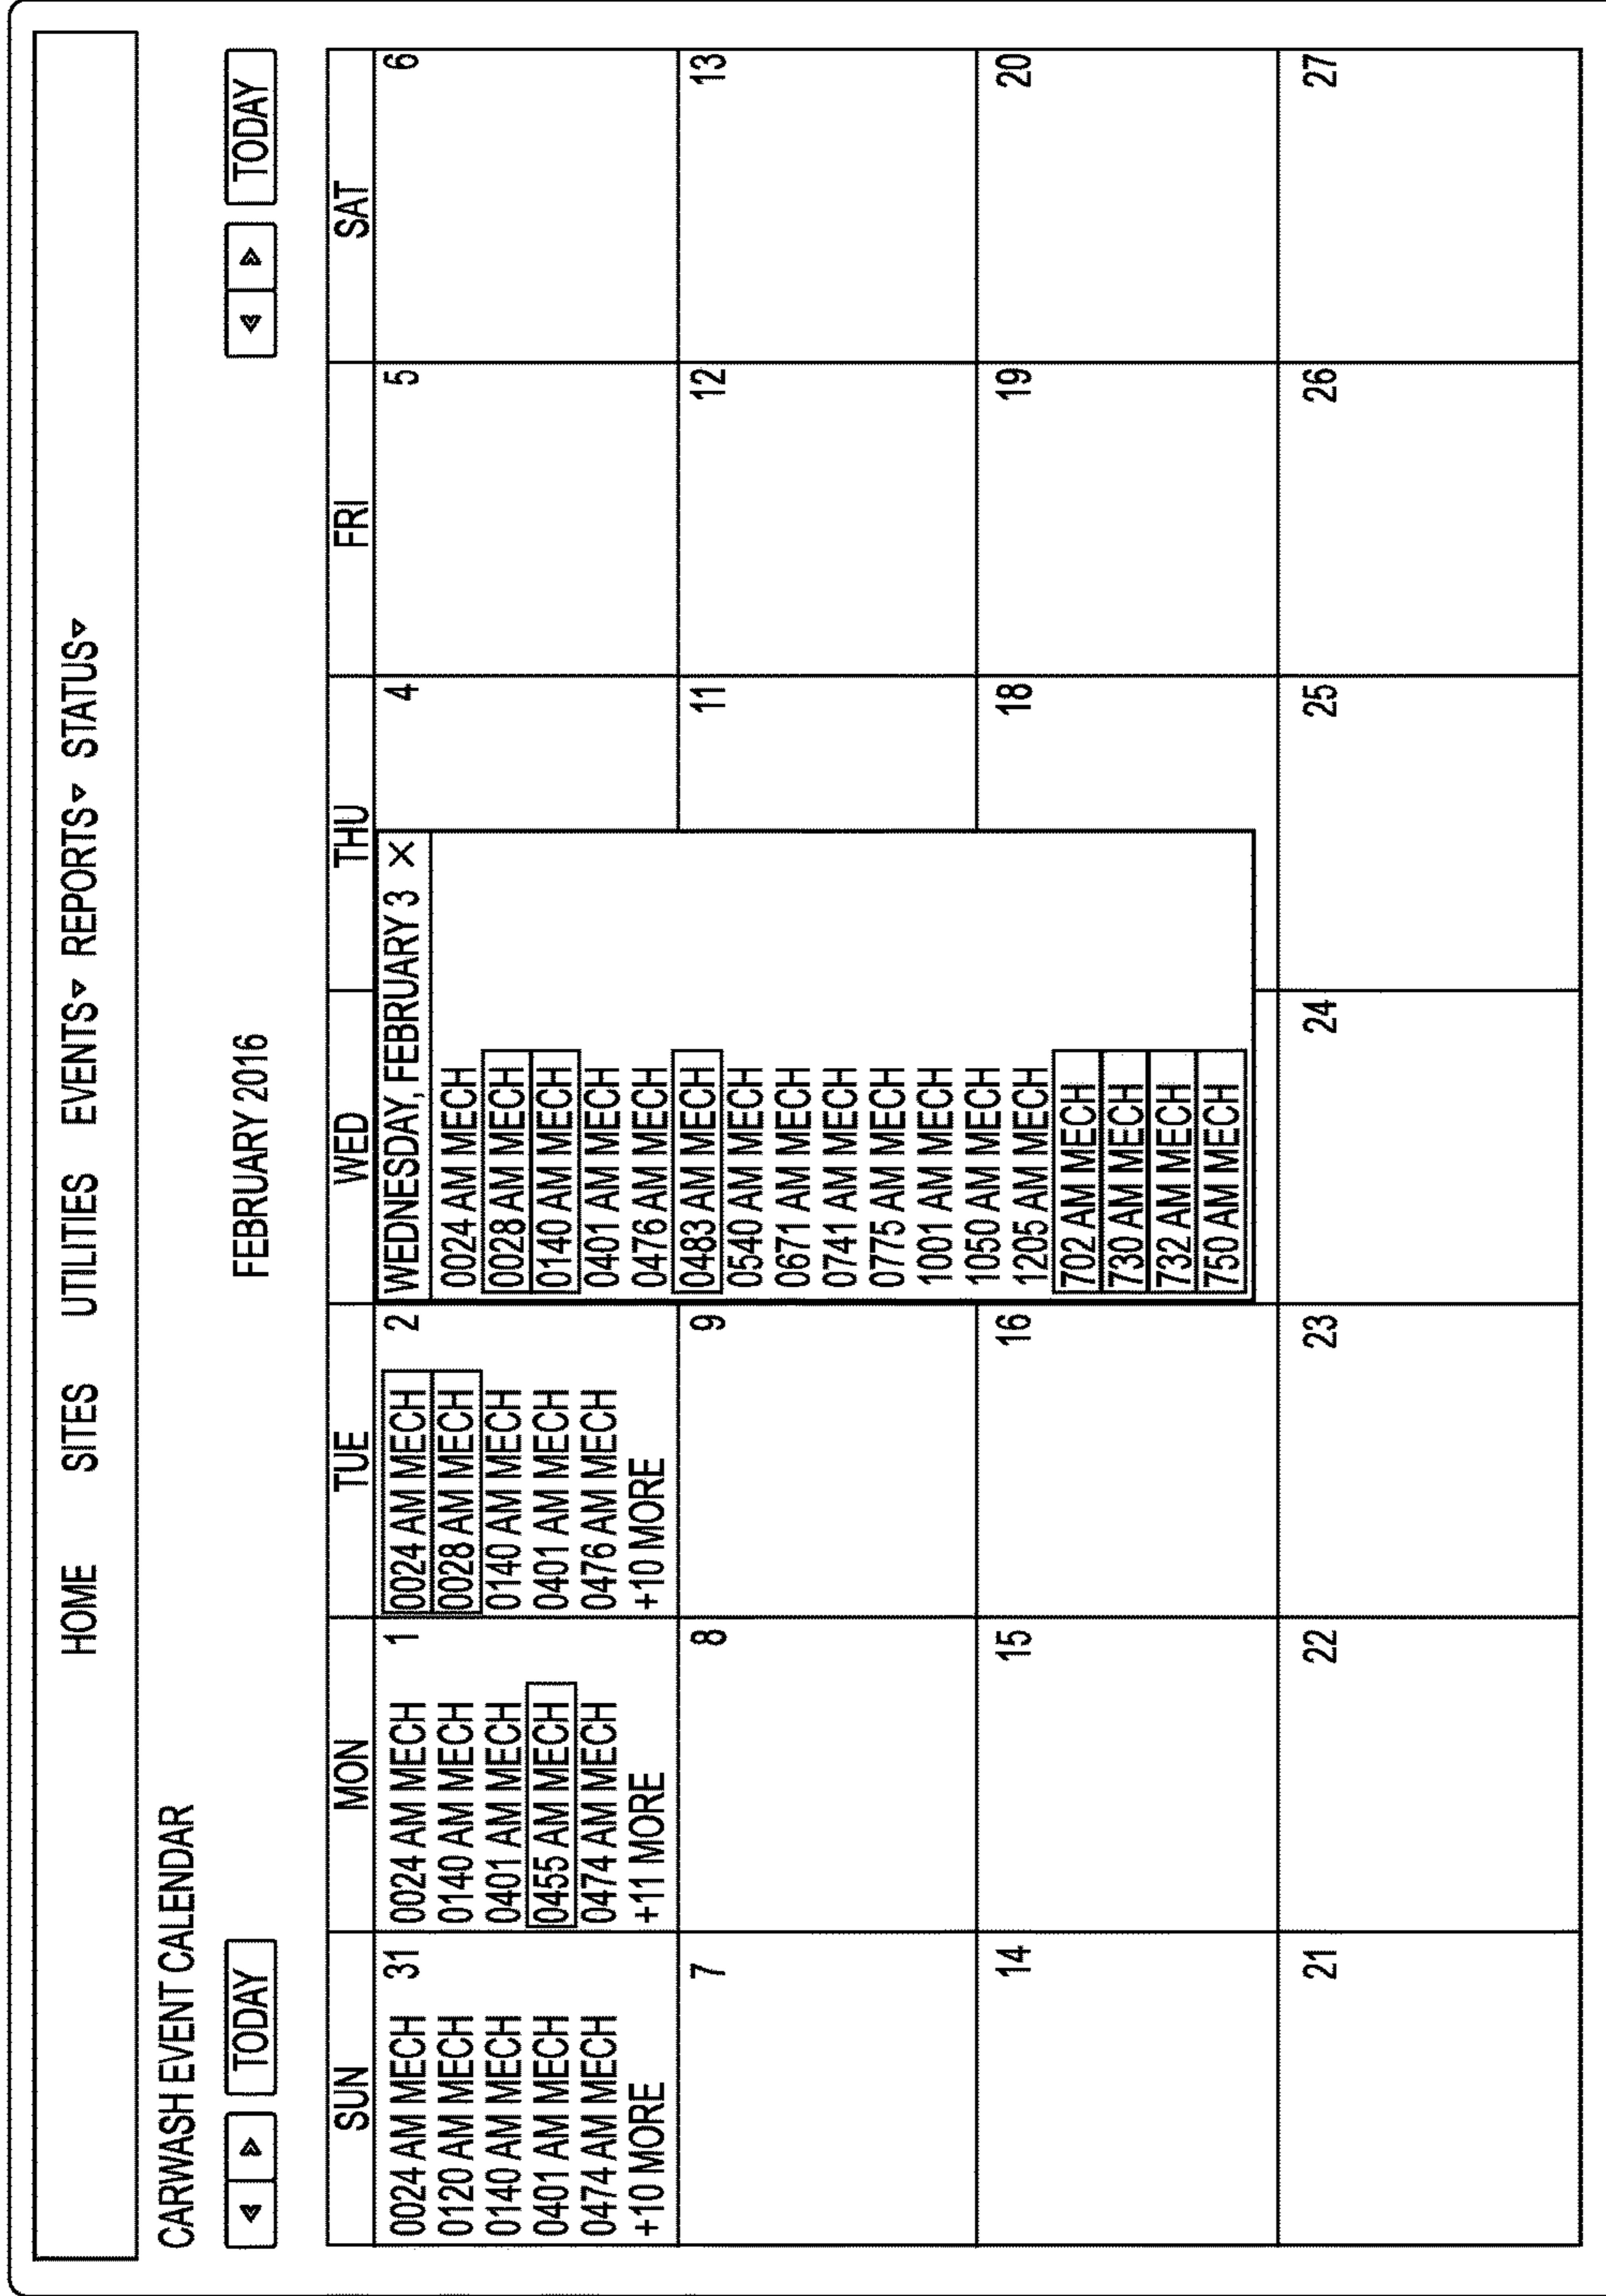 HOME SITES UTILITIES EVENTS▿ REPORTS▿ STATUS▿
CARWASH EVENT CALENDAR
TODAY
FEBRUARY 2016
TODAY
SUN MON TUE WED THU FRI SAT
31
0024 AM MECH
0120 AM MECH
0140 AM MECH
0401 AM MECH
0474 AM MECH
+10 MORE
1
0024 AM MECH
0140 AM MECH
0401 AM MECH
0455 AM MECH
0474 AM MECH
+11 MORE
2
0024 AM MECH
0028 AM MECH
0140 AM MECH
0401 AM MECH
0476 AM MECH
+10 MORE
WEDNESDAY, FEBRUARY 3 ×
0024 AM MECH
0028 AM MECH
0140 AM MECH
0401 AM MECH
0476 AM MECH
0483 AM MECH
0540 AM MECH
0671 AM MECH
0741 AM MECH
0775 AM MECH
1001 AM MECH
1050 AM MECH
1205 AM MECH
702 AM MECH
730 AM MECH
732 AM MECH
750 AM MECH
4 5 6
7 8 9 11 12 13
14 15 16 18 19 20
21 22 23 24 25 26 27